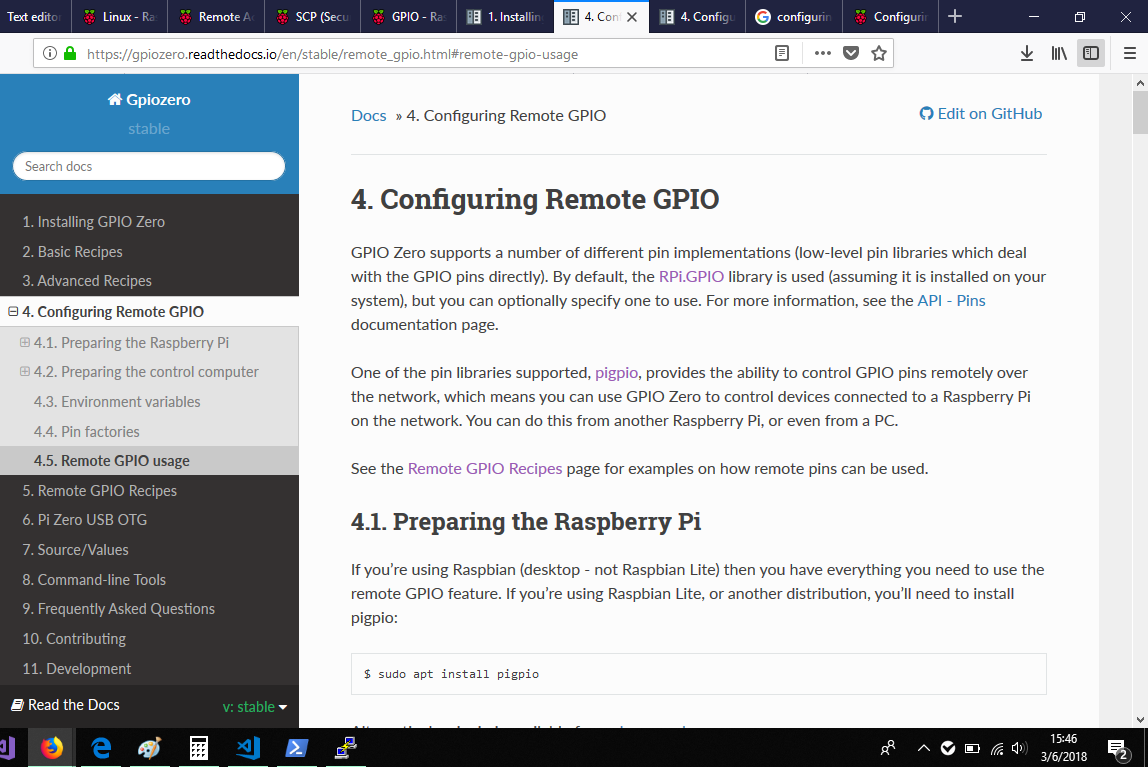 Text editor
Linux - Ra
Remote Ac
SCP (Secu
GPIO - Ras
1. Installin
4. Con
4. Configu
configurin
Configurin
https://gpiozero.readthedocs.io/en/stable/remote_gpio.html#remote-gpio-usage
Gpiozero
stable
Search docs
1. Installing GPIO Zero
2. Basic Recipes
3. Advanced Recipes
4. Configuring Remote GPIO
4.1. Preparing the Raspberry Pi
4.2. Preparing the control computer
4.3. Environment variables
4.4. Pin factories
4.5. Remote GPIO usage
5. Remote GPIO Recipes
6. Pi Zero USB OTG
7. Source/Values
8. Command-line Tools
9. Frequently Asked Questions
10. Contributing
11. Development
Read the Docs
v: stable
Docs » 4. Configuring Remote GPIO
Edit on GitHub
4. Configuring Remote GPIO
GPIO Zero supports a number of different pin implementations (low-level pin libraries which deal
with the GPIO pins directly). By default, the RPi.GPIO library is used (assuming it is installed on your
system), but you can optionally specify one to use. For more information, see the API - Pins
documentation page.
One of the pin libraries supported, pigpio, provides the ability to control GPIO pins remotely over
the network, which means you can use GPIO Zero to control devices connected to a Raspberry Pi
on the network. You can do this from another Raspberry Pi, or even from a PC.
See the Remote GPIO Recipes page for examples on how remote pins can be used.
4.1. Preparing the Raspberry Pi
If you’re using Raspbian (desktop - not Raspbian Lite) then you have everything you need to use the
remote GPIO feature. If you’re using Raspbian Lite, or another distribution, you’ll need to install
pigpio:
$ sudo apt install pigpio
15:46
3/6/2018
2